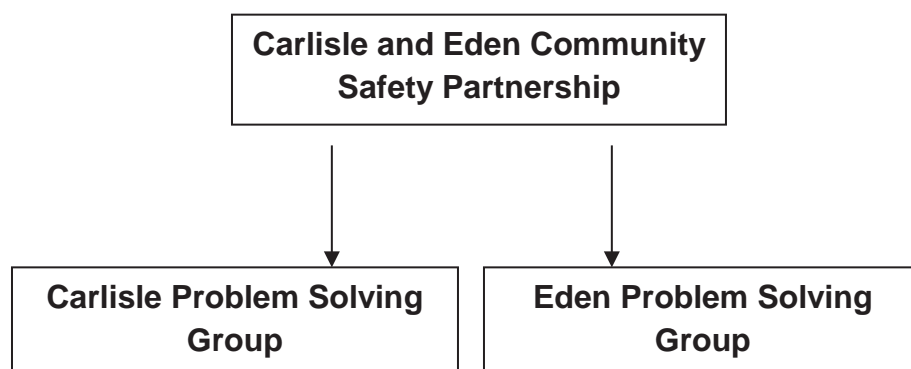 Carlisle and Eden Community
Safety Partnership
Carlisle Problem Solving
Group
Eden Problem Solving
Group